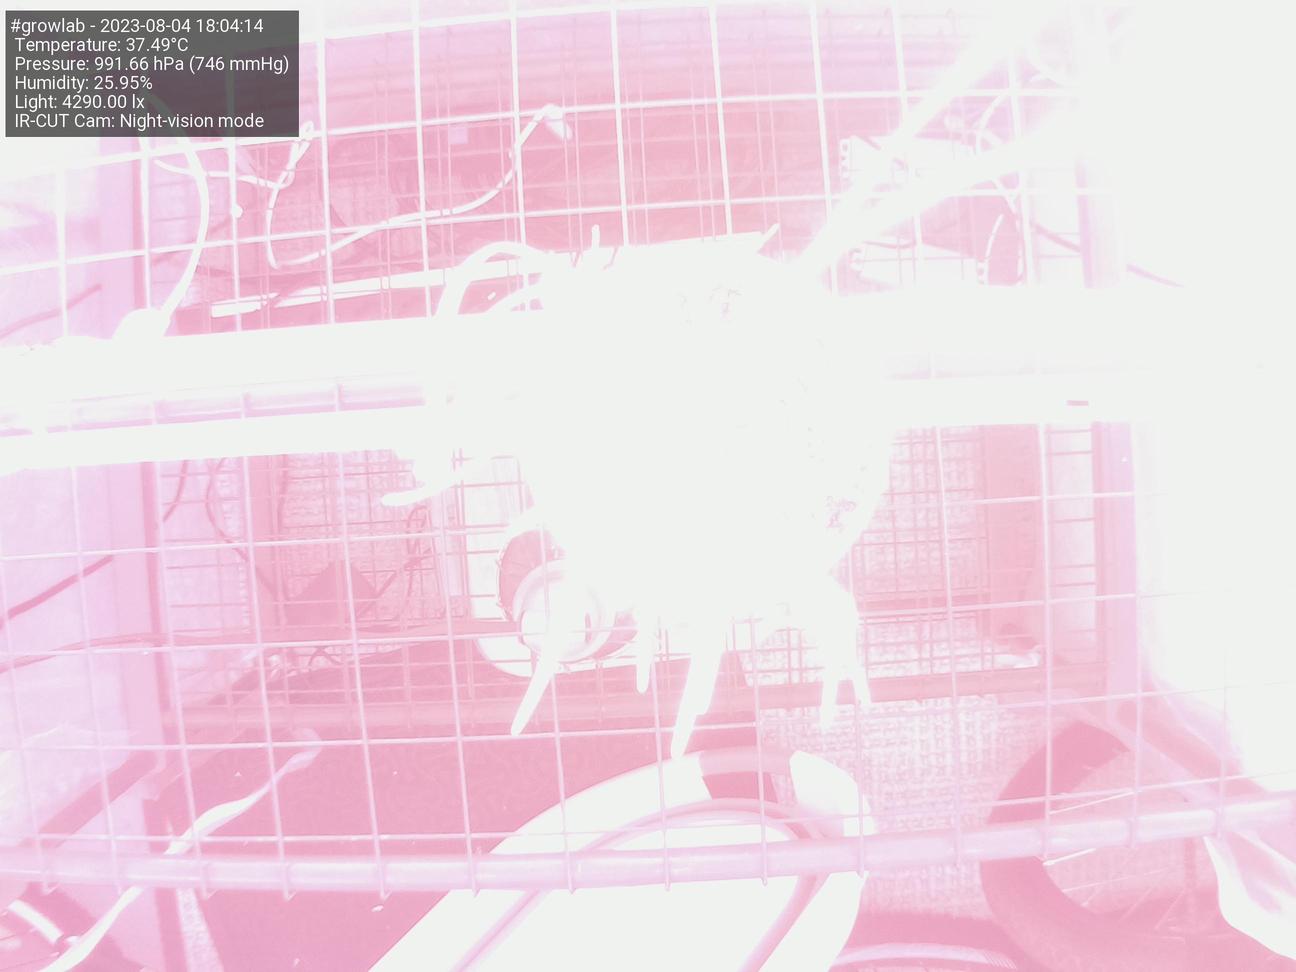 #growlab - 2023-08-04 18:04:14
Temperature: 37.49°C
Pressure: 991.66 hPa (746 mmHg)
Humidity: 25.95%
Light: 4290.00 lx
IR-CUT Cam: Night-vision mode